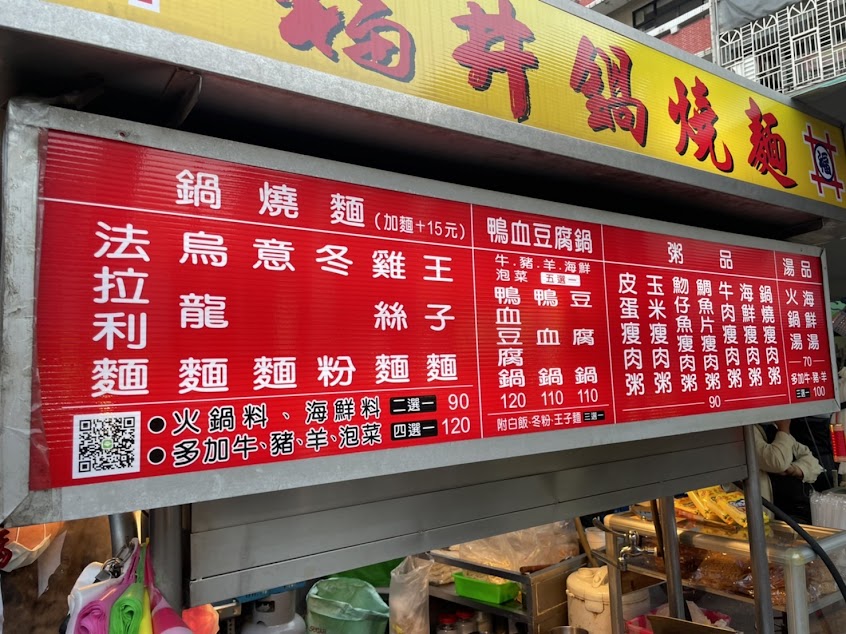 福井鍋燒麵
福
鍋燒麵(加麵+15元)
王子麵
雞絲麵
冬粉
意麵
烏龍麵
法拉利麵
●火鍋料、海鮮料 二選一 90
●多加牛、豬、羊、泡菜 四選一 120
鴨血豆腐鍋
牛.豬.羊.海鮮
泡菜 五選一
豆腐鍋 110
鴨血鍋 110
鴨血豆腐鍋 120
附白飯、冬粉、王子麵 三選一
粥品
鍋燒瘦肉粥
海鮮瘦肉粥
牛肉瘦肉粥
鯛魚片瘦肉粥
魩仔魚瘦肉粥
玉米瘦肉粥
皮蛋瘦肉粥
90
湯品
海鮮湯
火鍋湯
70
多加牛.豬.羊
三選一 100